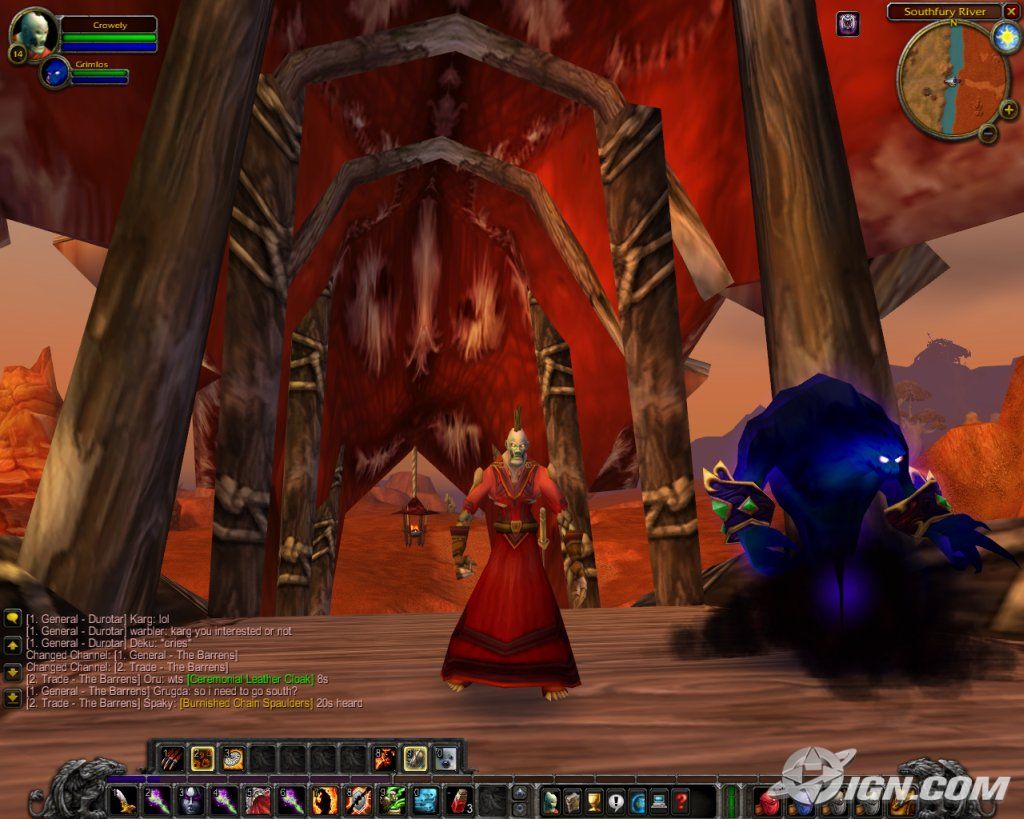 Crowely
14
Grimlos
Southfury River
N
[1. General - Durotar] Karg: lol
[1. General - Durotar] warbler: karg you interested or not
[1. General - Durotar] Deku: *cries*
Changed Channel: [1. General - The Barrens]
Changed Channel: [2. Trade - The Barrens]
[2. Trade - The Barrens] Oru: wts [Ceremonial Leather Cloak] 8s
[1. General - The Barrens] Grugda: so i need to go south?
[2. Trade - The Barrens] Spaky: [Burnished Chain Spaulders] 20s heard
3
IGN.COM